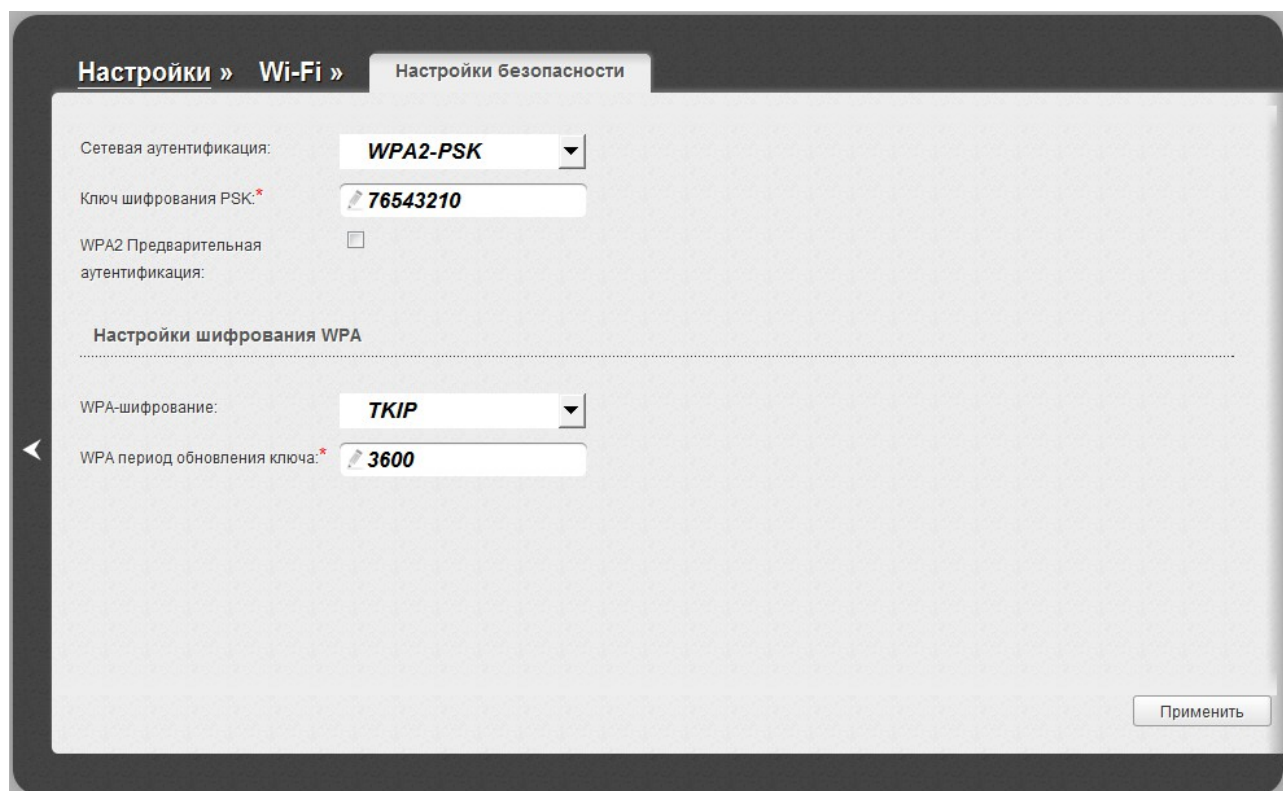 Настройки » Wi-Fi » Настройки безопасности
Сетевая аутентификация: WPA2-PSK
Ключ шифрования PSK:* 76543210
WPA2 Предварительная
аутентификация:
Настройки шифрования WPA
WPA-шифрование: TKIP
WPA период обновления ключа:* 3600
Применить